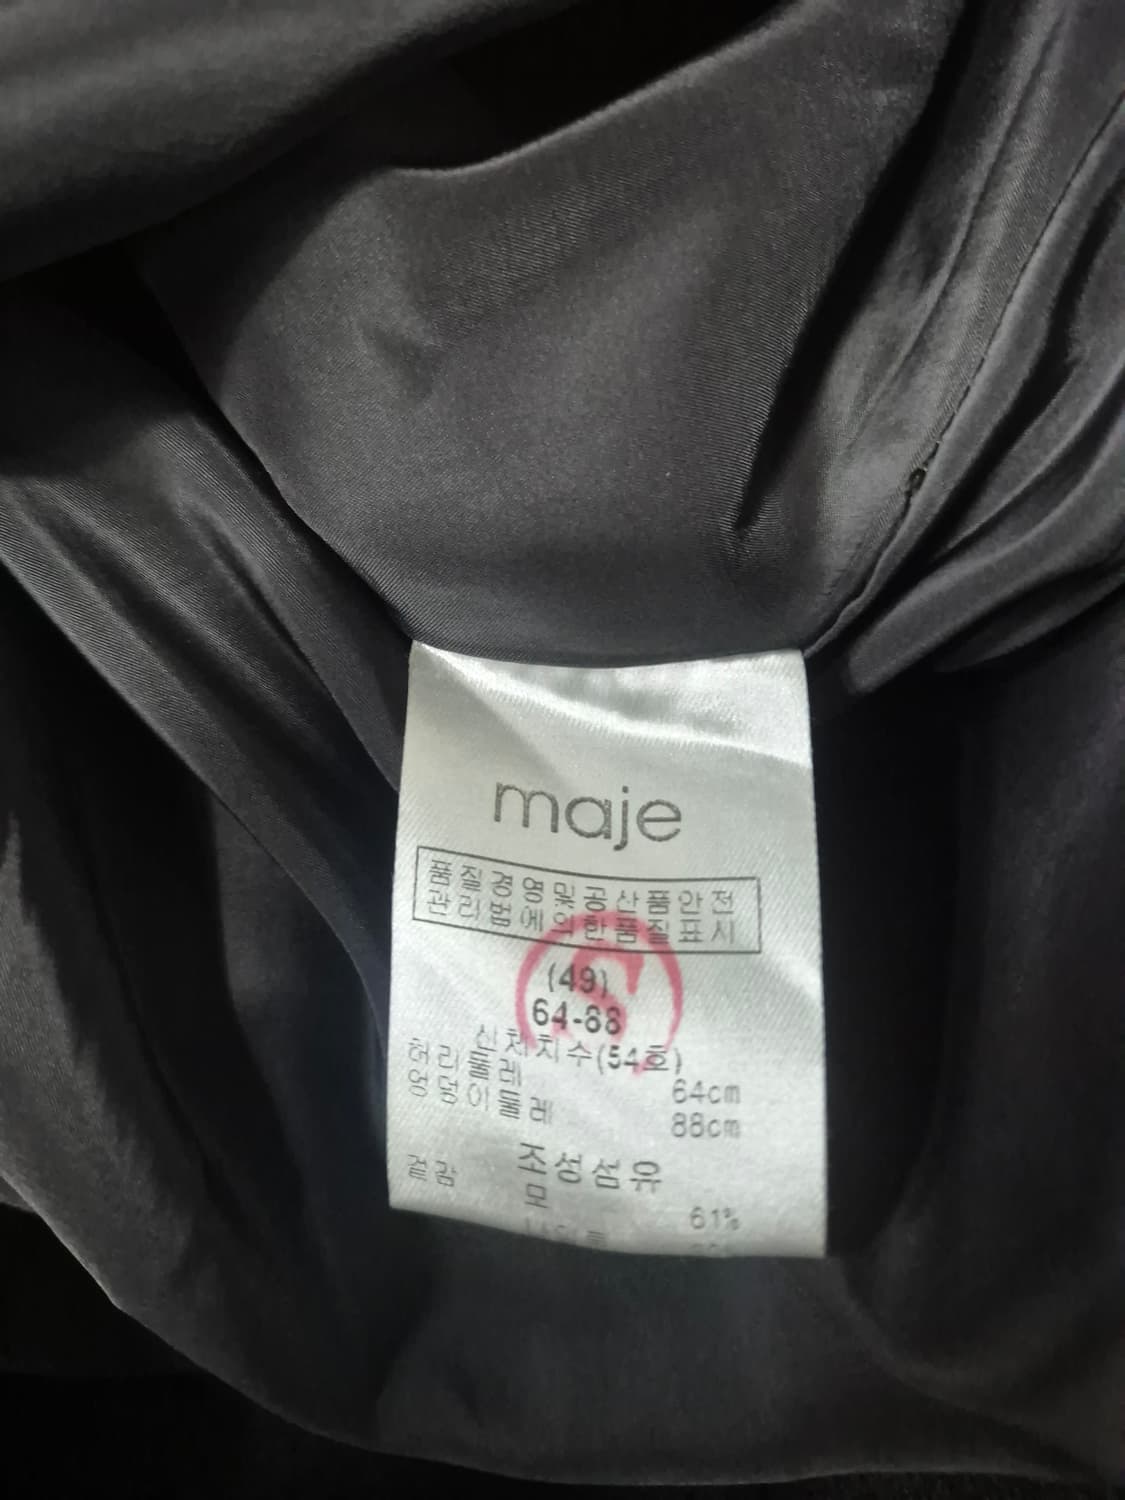 maje
품질경영및공산품안전
관리법에의한품질표시
S
(49)
64-88
신체치수(54호)
허리둘레 64cm
엉덩이둘레 88cm
조성섬유
겉감 모 61%